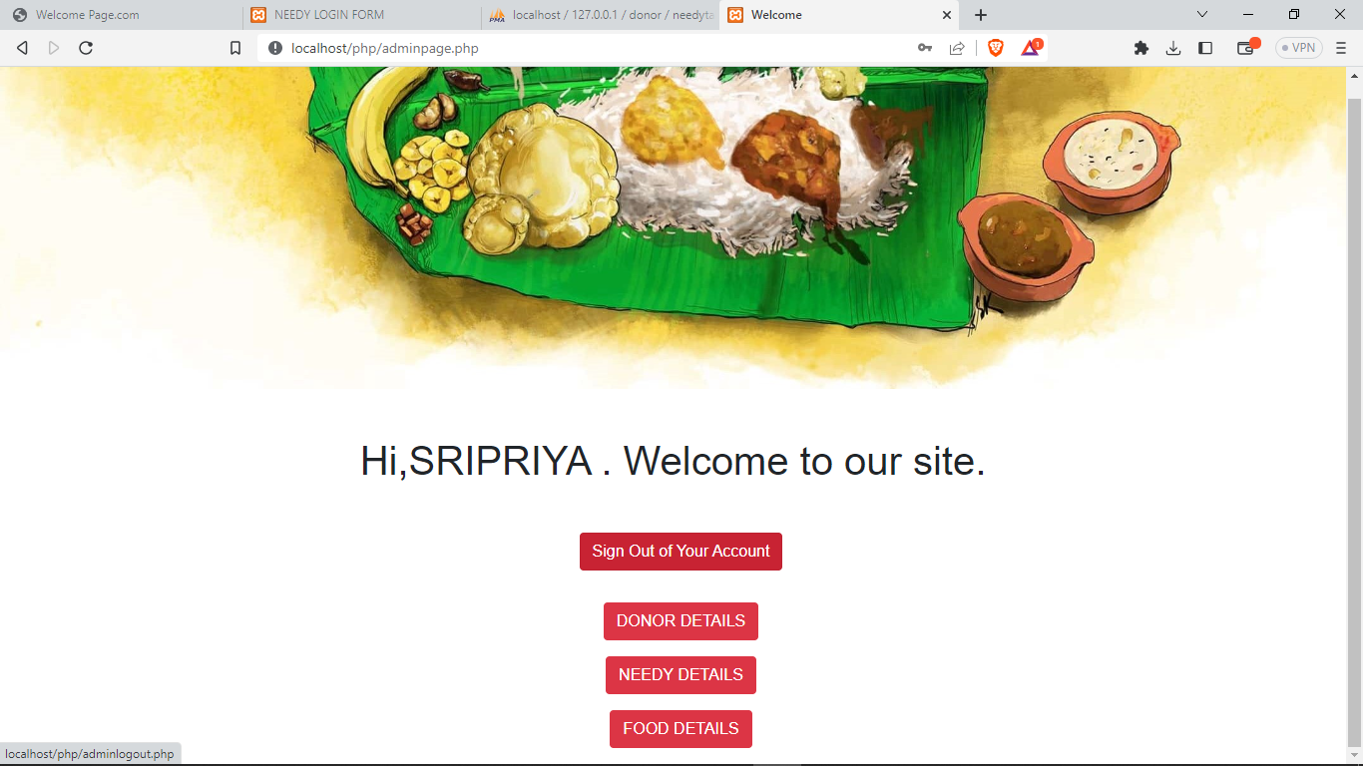 Welcome Page.com
NEEDY LOGIN FORM
localhost / 127.0.0.1 / donor / needyta
Welcome
localhost/php/adminpage.php
1
VPN
Hi,SRIPRIYA . Welcome to our site.
Sign Out of Your Account
DONOR DETAILS
NEEDY DETAILS
FOOD DETAILS
localhost/php/adminlogout.php